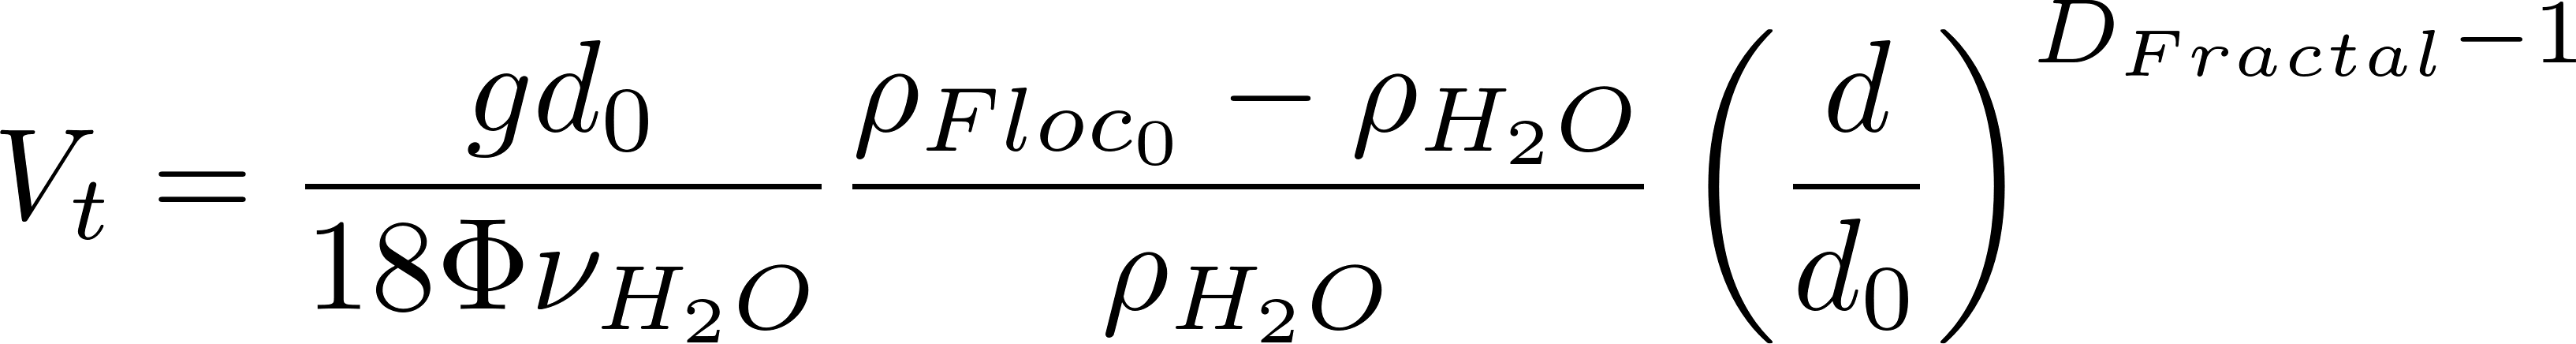 V_t = \frac{gd_0}{18\Phi\nu_{H_2O}} \frac{\rho_{Floc_0} - \rho_{H_2O}}{\rho_{H_2O}} \left(\frac{d}{d_0}\right)^{D_{Fractal}-1}